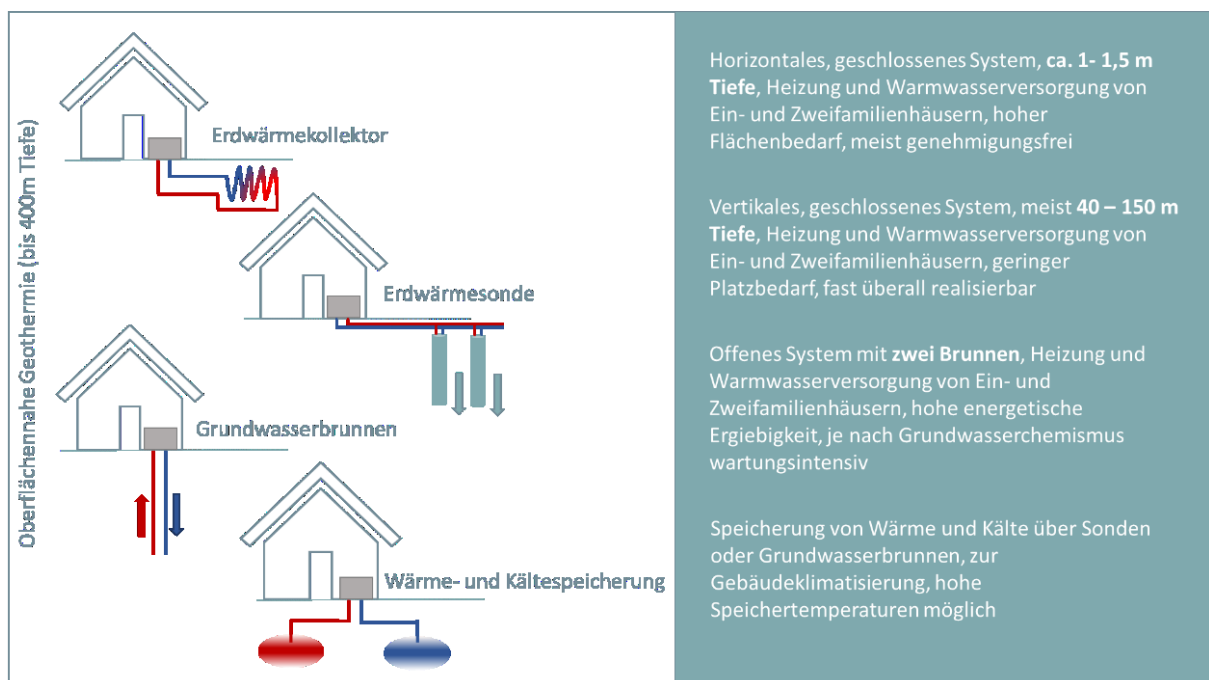 Oberflächennahe Geothermie (bis 400m Tiefe)
Erdwärmekollektor
Horizontales, geschlossenes System, ca. 1- 1,5 m
Tiefe, Heizung und Warmwasserversorgung von
Ein- und Zweifamilienhäusern, hoher
Flächenbedarf, meist genehmigungsfrei
Erdwärmesonde
Vertikales, geschlossenes System, meist 40 – 150 m
Tiefe, Heizung und Warmwasserversorgung von
Ein- und Zweifamilienhäusern, geringer
Platzbedarf, fast überall realisierbar
Grundwasserbrunnen
Offenes System mit zwei Brunnen, Heizung und
Warmwasserversorgung von Ein- und
Zweifamilienhäusern, hohe energetische
Ergiebigkeit, je nach Grundwasserchemismus
wartungsintensiv
Wärme- und Kältespeicherung
Speicherung von Wärme und Kälte über Sonden
oder Grundwasserbrunnen, zur
Gebäudeklimatisierung, hohe
Speichertemperaturen möglich